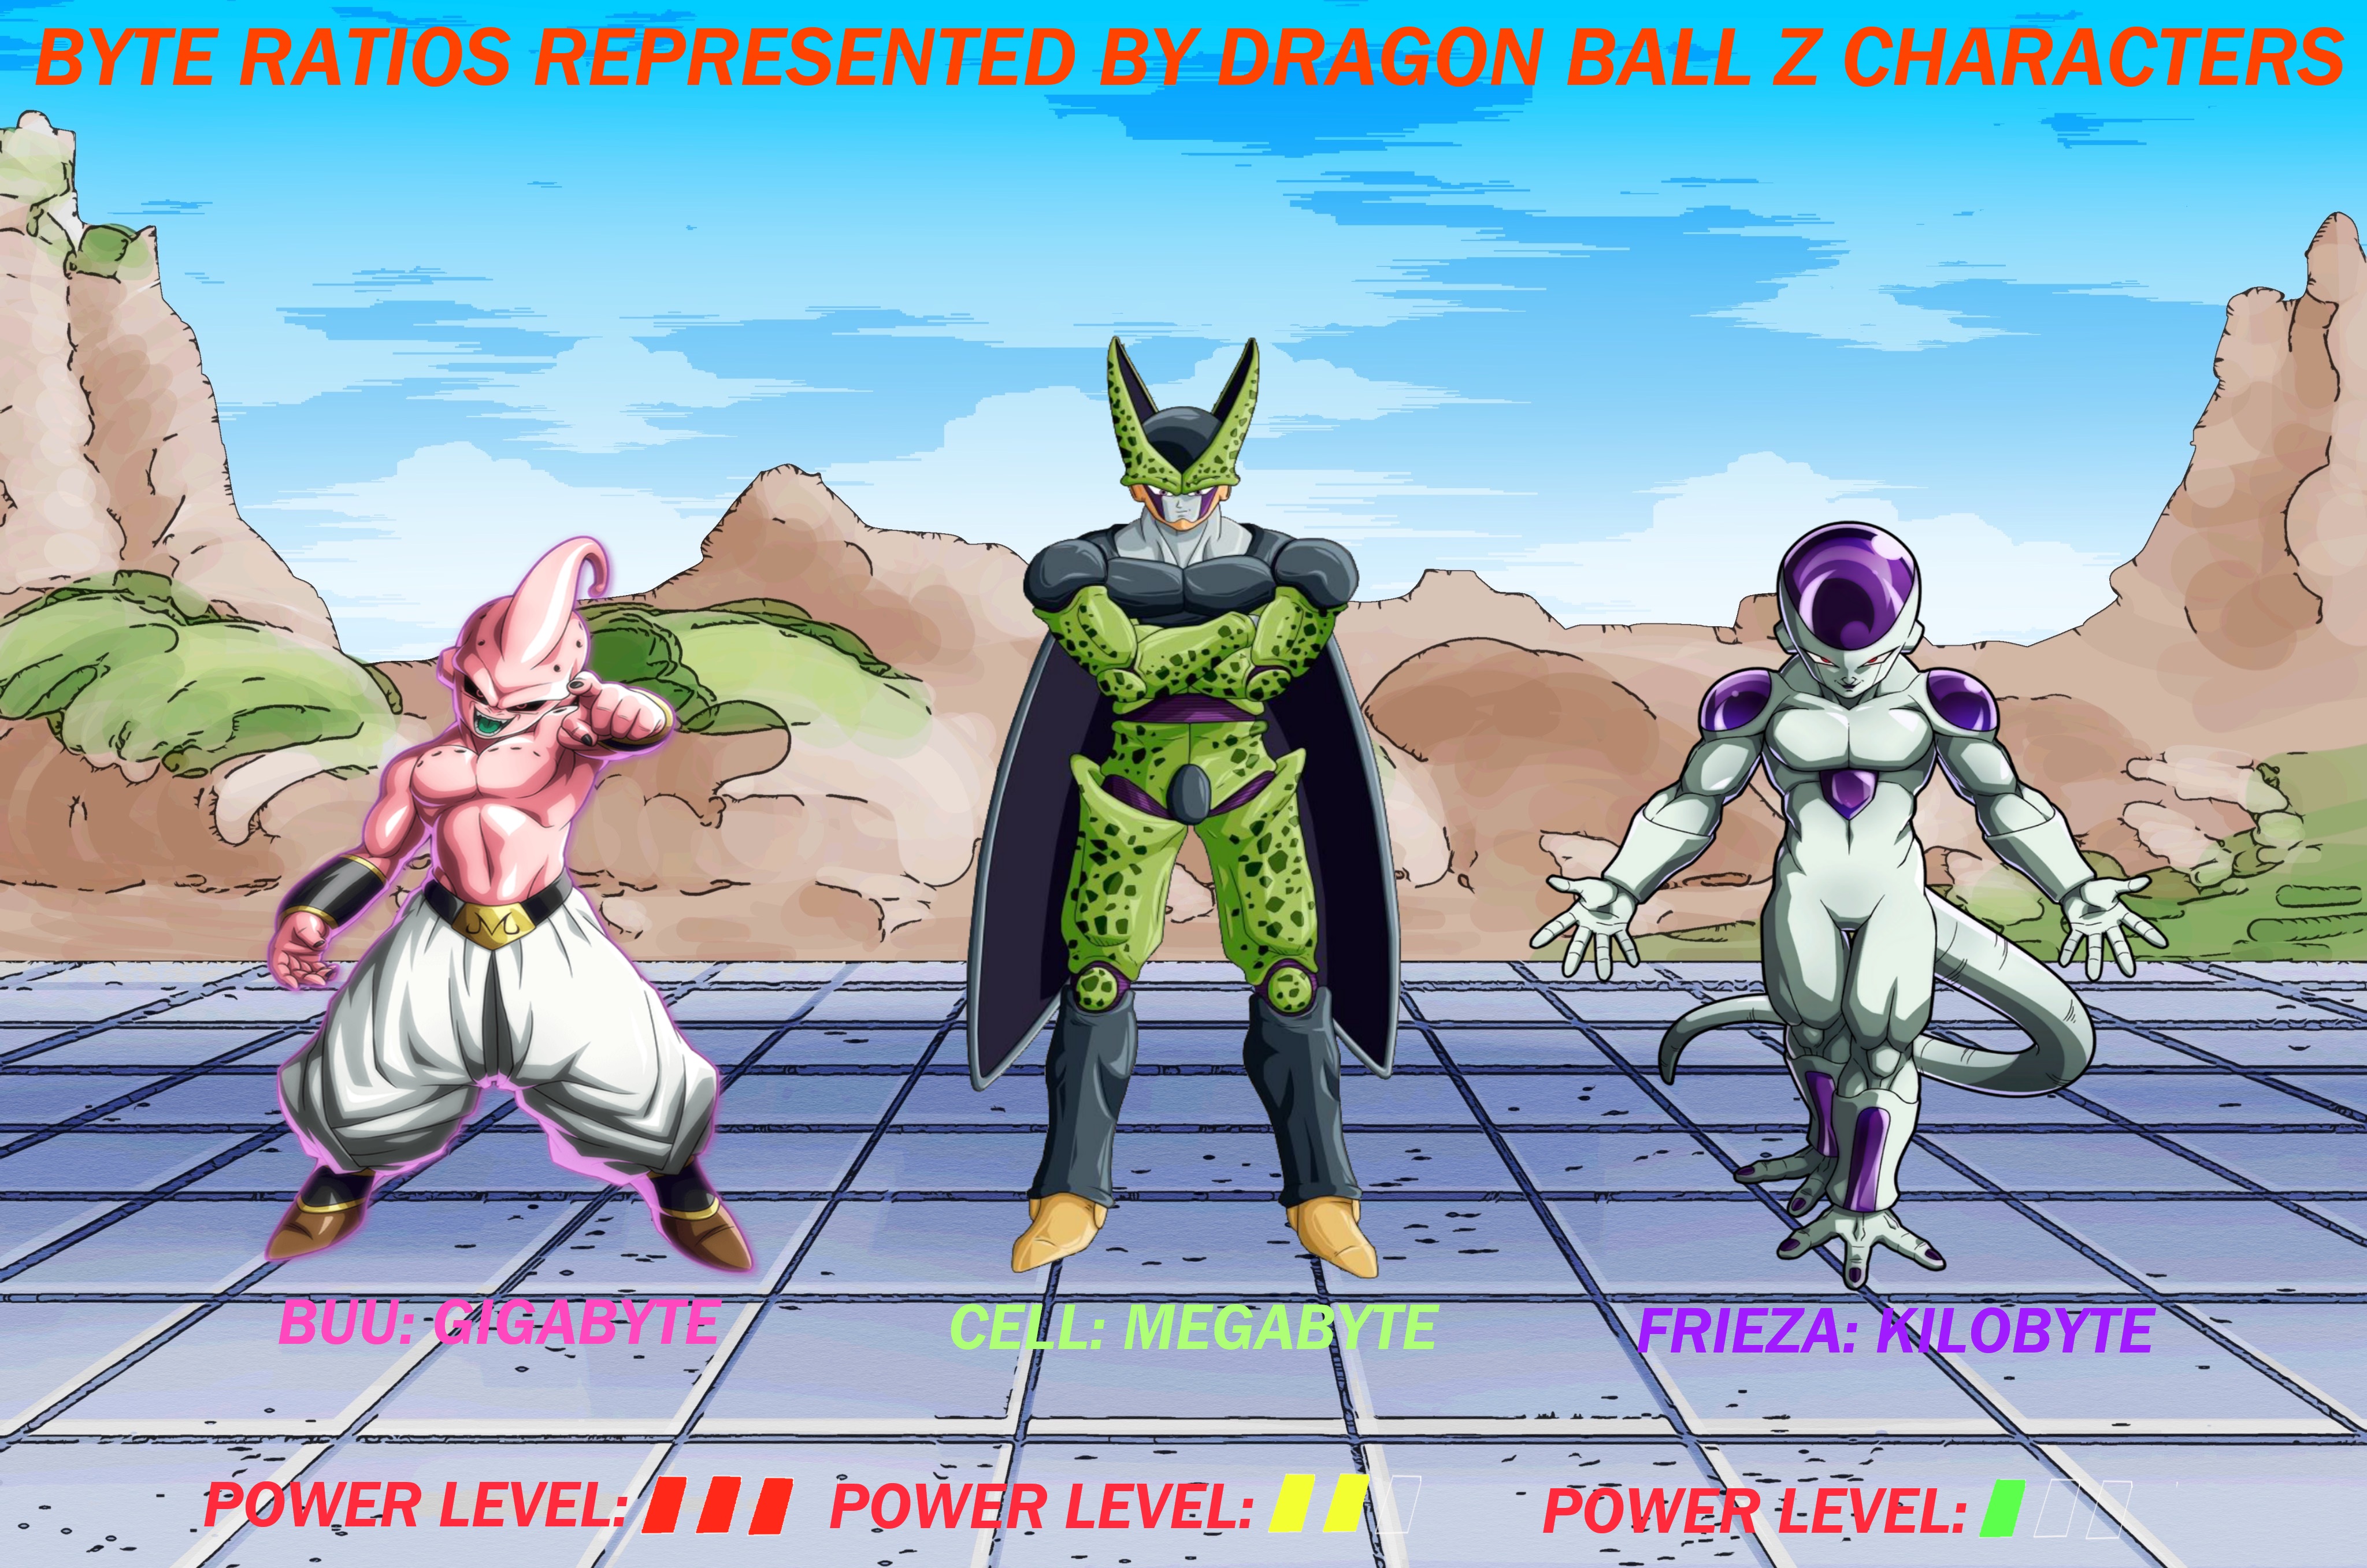 BYTE RATIOS REPRESENTED BY DRAGON BALL Z CHARACTERS
BUU: GIGABYTE
CELL: MEGABYTE
FRIEZA: KILOBYTE
POWER LEVEL:
POWER LEVEL:
POWER LEVEL: